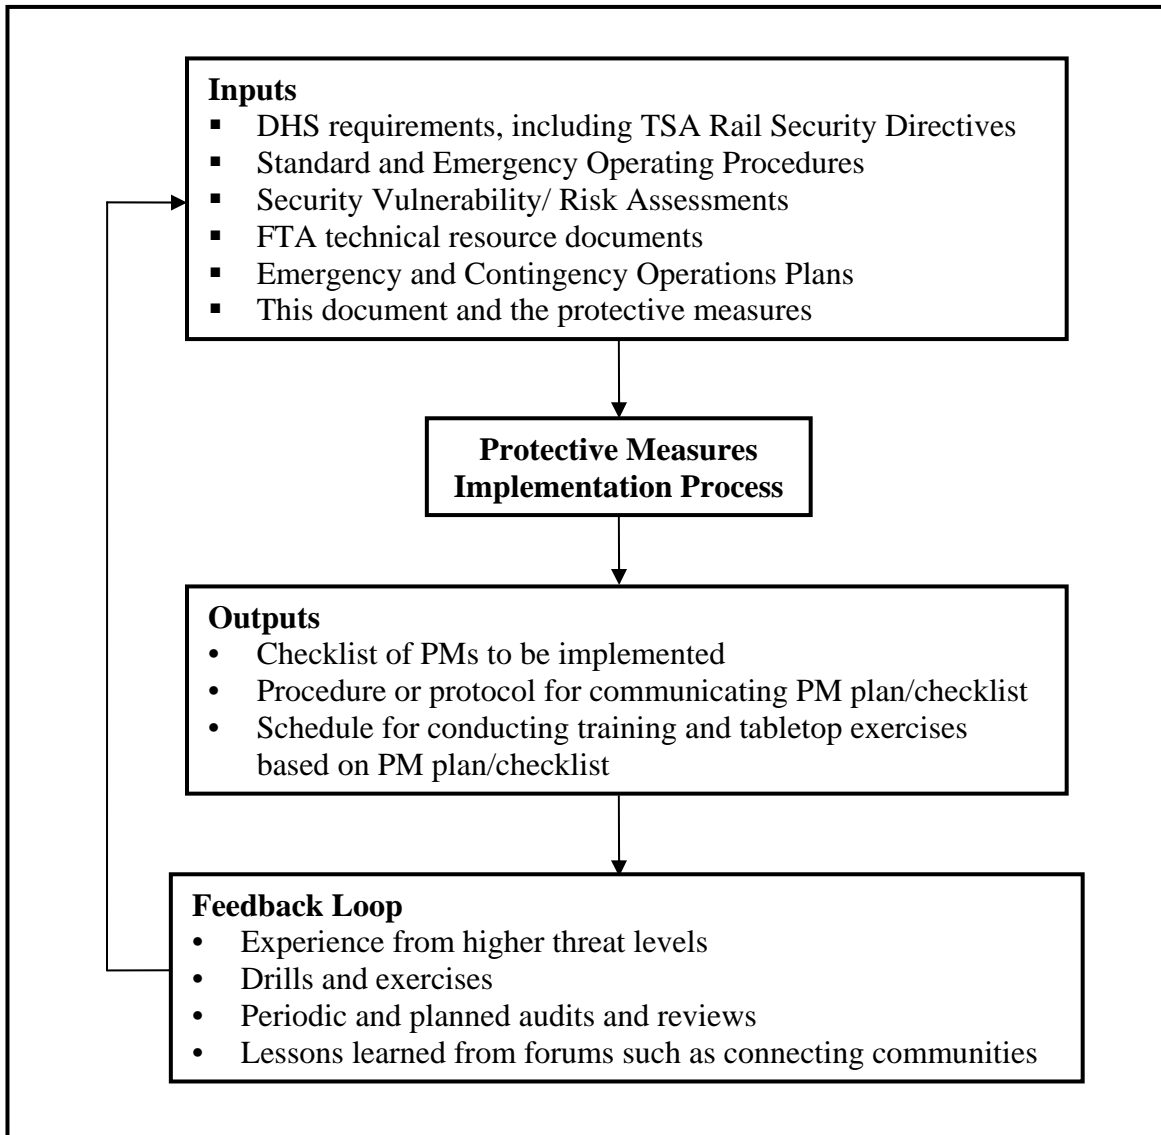 Inputs
▪ DHS requirements, including TSA Rail Security Directives
▪ Standard and Emergency Operating Procedures
▪ Security Vulnerability/ Risk Assessments
▪ FTA technical resource documents
▪ Emergency and Contingency Operations Plans
▪ This document and the protective measures
Protective Measures
Implementation Process
Outputs
• Checklist of PMs to be implemented
• Procedure or protocol for communicating PM plan/checklist
• Schedule for conducting training and tabletop exercises
based on PM plan/checklist
Feedback Loop
• Experience from higher threat levels
• Drills and exercises
• Periodic and planned audits and reviews
• Lessons learned from forums such as connecting communities